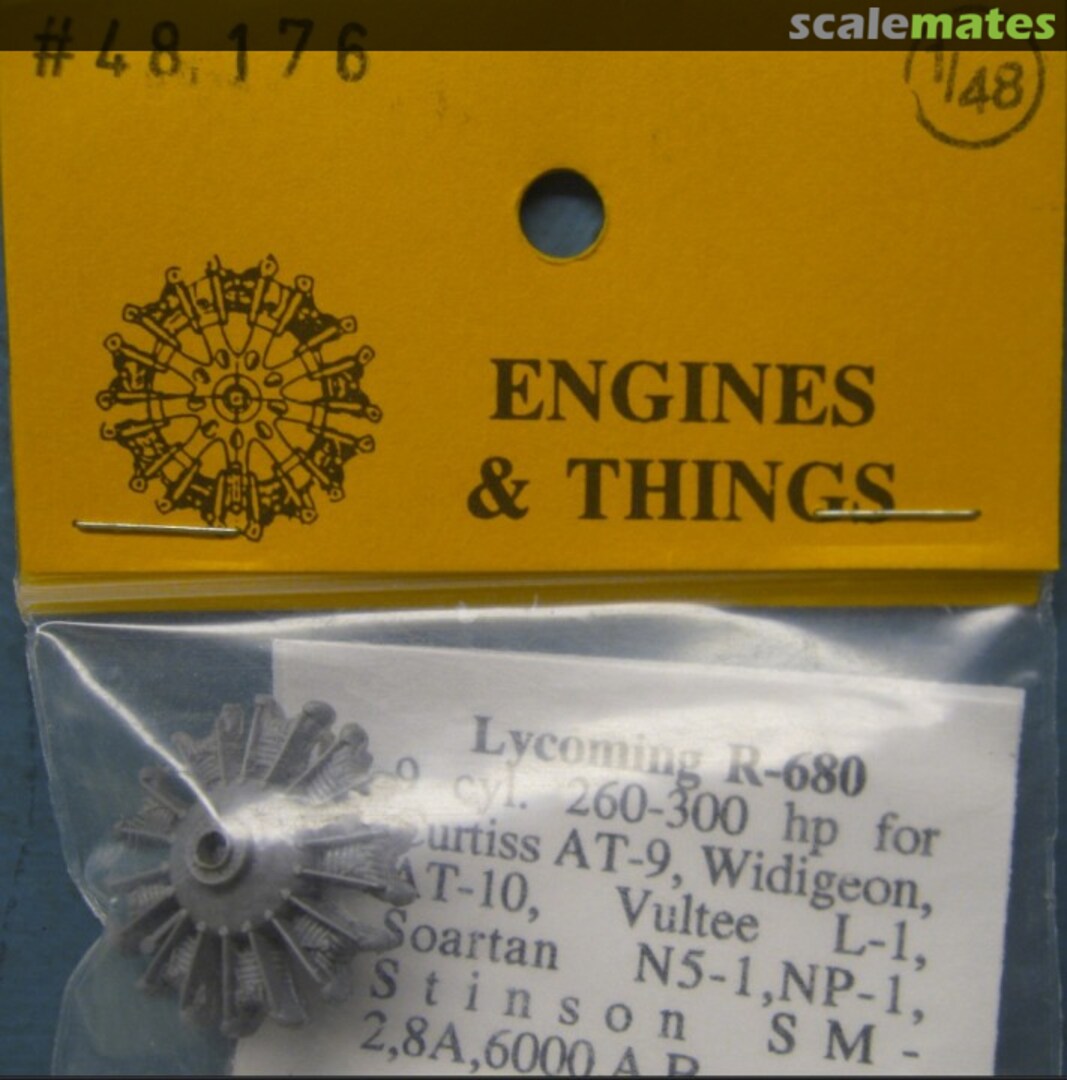 scalemates
#48176
1/48
ENGINES
& THINGS
Lycoming R-680
9 cyl. 260-300 hp for
Curtiss AT-9, Widigeon,
AT-10, Vultee L-1,
Soartan N5-1,NP-1,
Stinson SM-
2,8A,6000